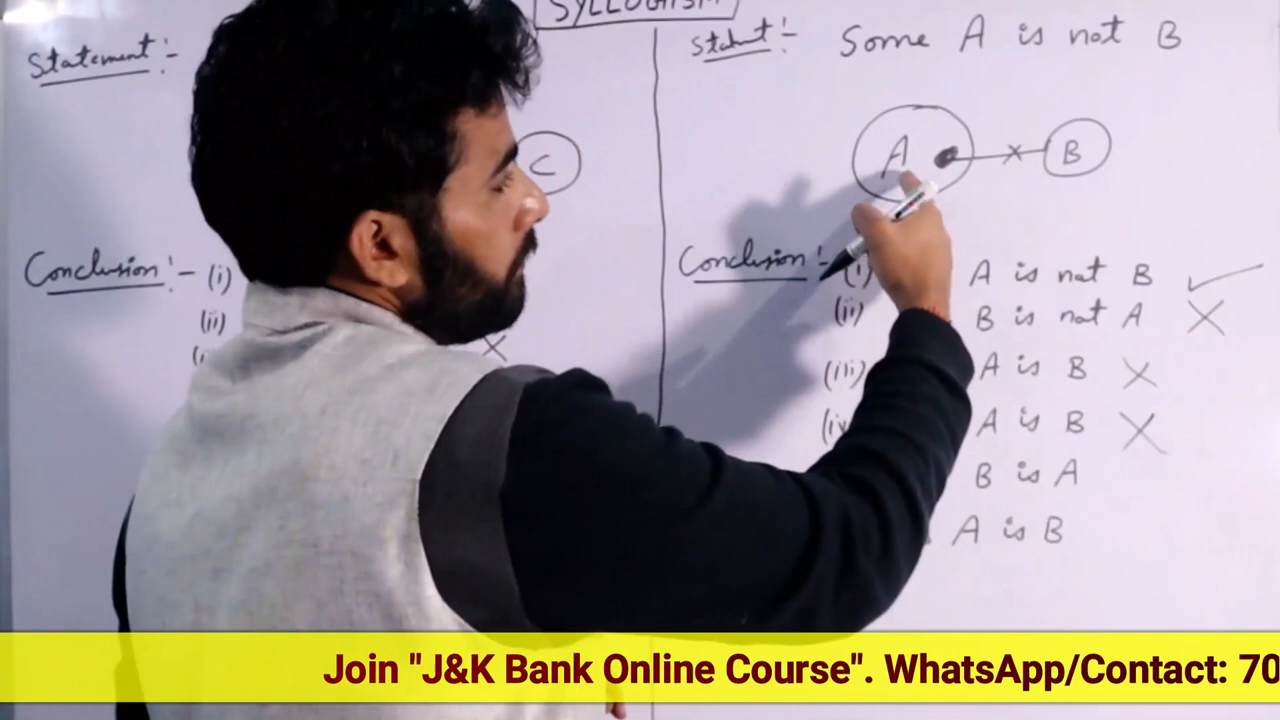 SYLLOGISM
Statement :-
C
Conclusion :- (i)
(ii)
X
Statmt :- Some A is not B
A X B
Conclusion :- (i) A is not B ✓
(ii) B is not A X
(iii) A is B X
(iv A is B X
B is A
A is B
Join "J&K Bank Online Course". WhatsApp/Contact: 70